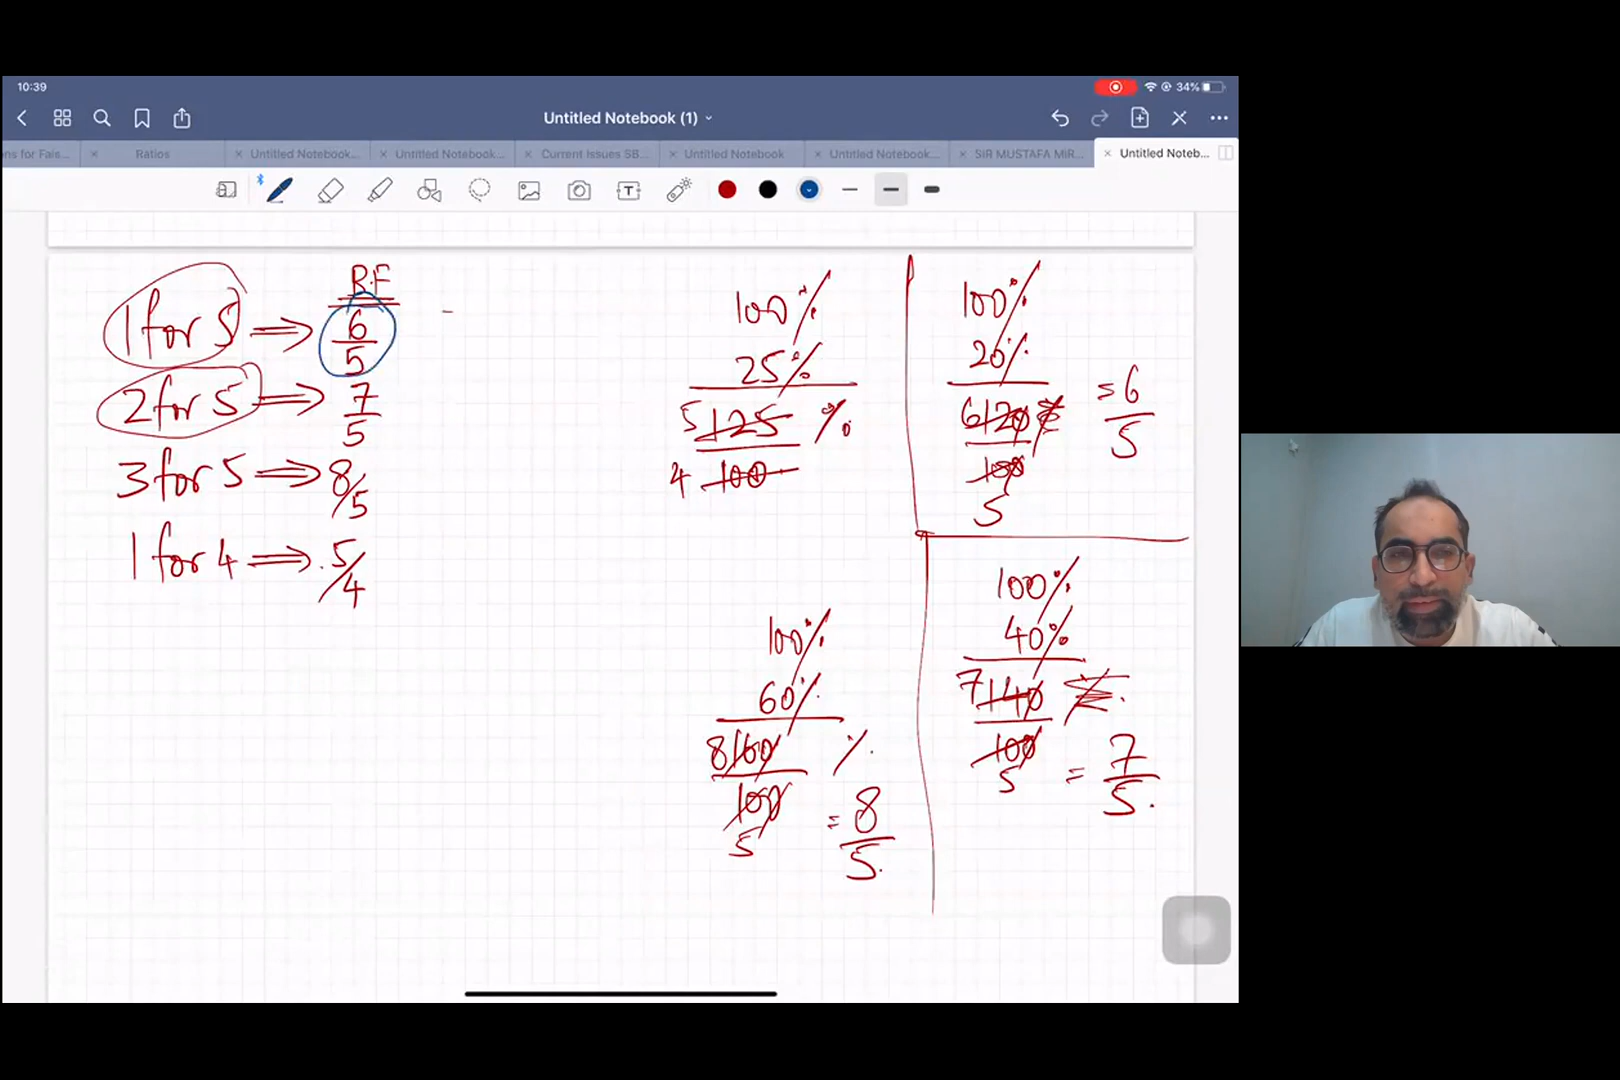 10:39
34%
Untitled Notebook (1)
ns for Fais...
Ratios
Untitled Notebook...
Untitled Notebook...
Current Issues SB...
Untitled Notebook
Untitled Notebook...
SIR MUSTAFA MIR...
Untitled Noteb...
B.F
1 for 5 ⇒ 6/5
2 for 5 ⇒ 7/5
3 for 5 ⇒ 8/5
1 for 4 ⇒ 5/4
100%
25%
5 125 %
4 100
100%
20%
6 120 %
100
5
= 6/5
100%
60%
8 160 %
100
5
= 8/5
100%
40%
7 140 %
100
5
= 7/5